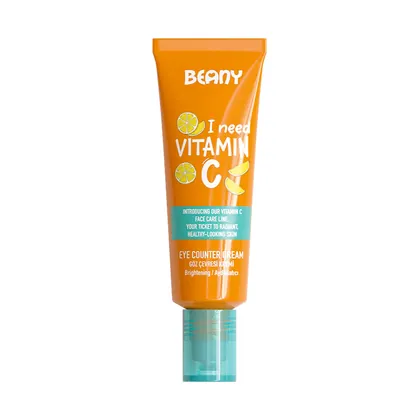 BEANY
I need
VITAMIN
C
INTRODUCING OUR VITAMIN C
FACE CARE LINE,
YOUR TICKET TO RADIANT,
HEALTHY-LOOKING SKIN!
EYE COUNTER CREAM
GÖZ ÇEVRESİ KREMİ
Brightening / Aydınlatıcı